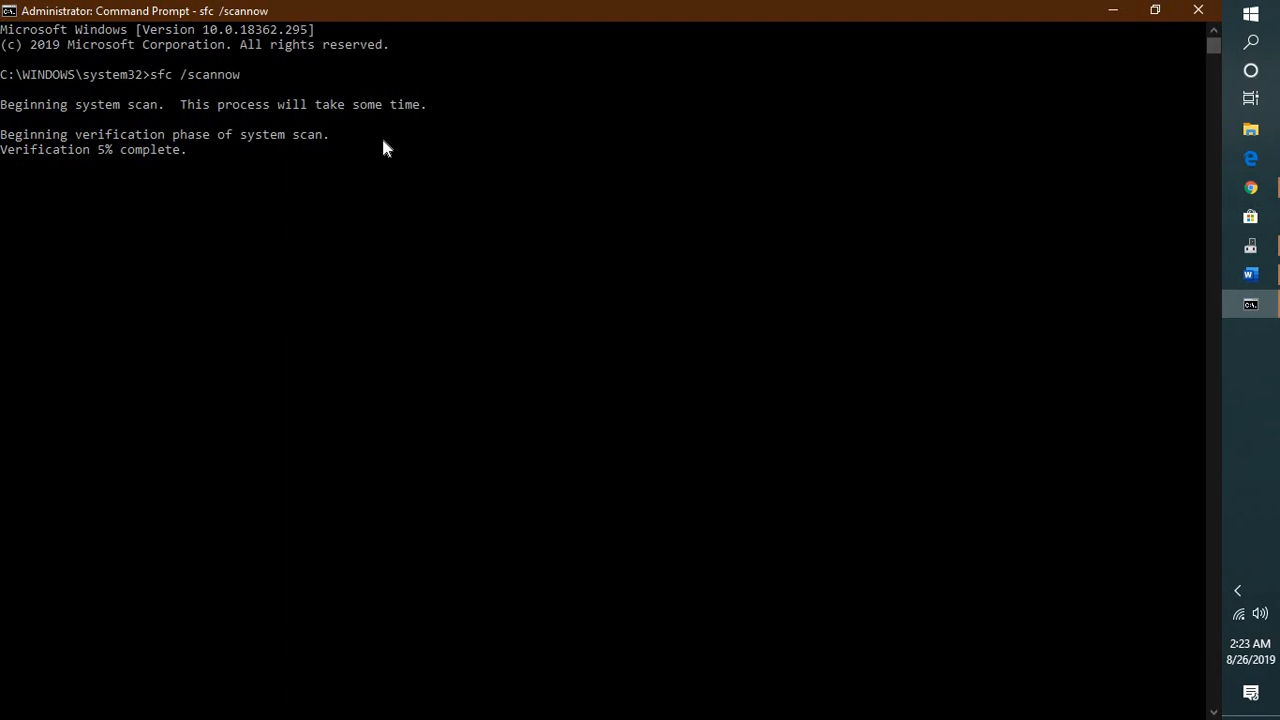 Administrator: Command Prompt - sfc  /scannow
Microsoft Windows [Version 10.0.18362.295]
(c) 2019 Microsoft Corporation. All rights reserved.
C:\WINDOWS\system32>sfc /scannow
Beginning system scan.  This process will take some time.
Beginning verification phase of system scan.
Verification 5% complete.
2:23 AM
8/26/2019